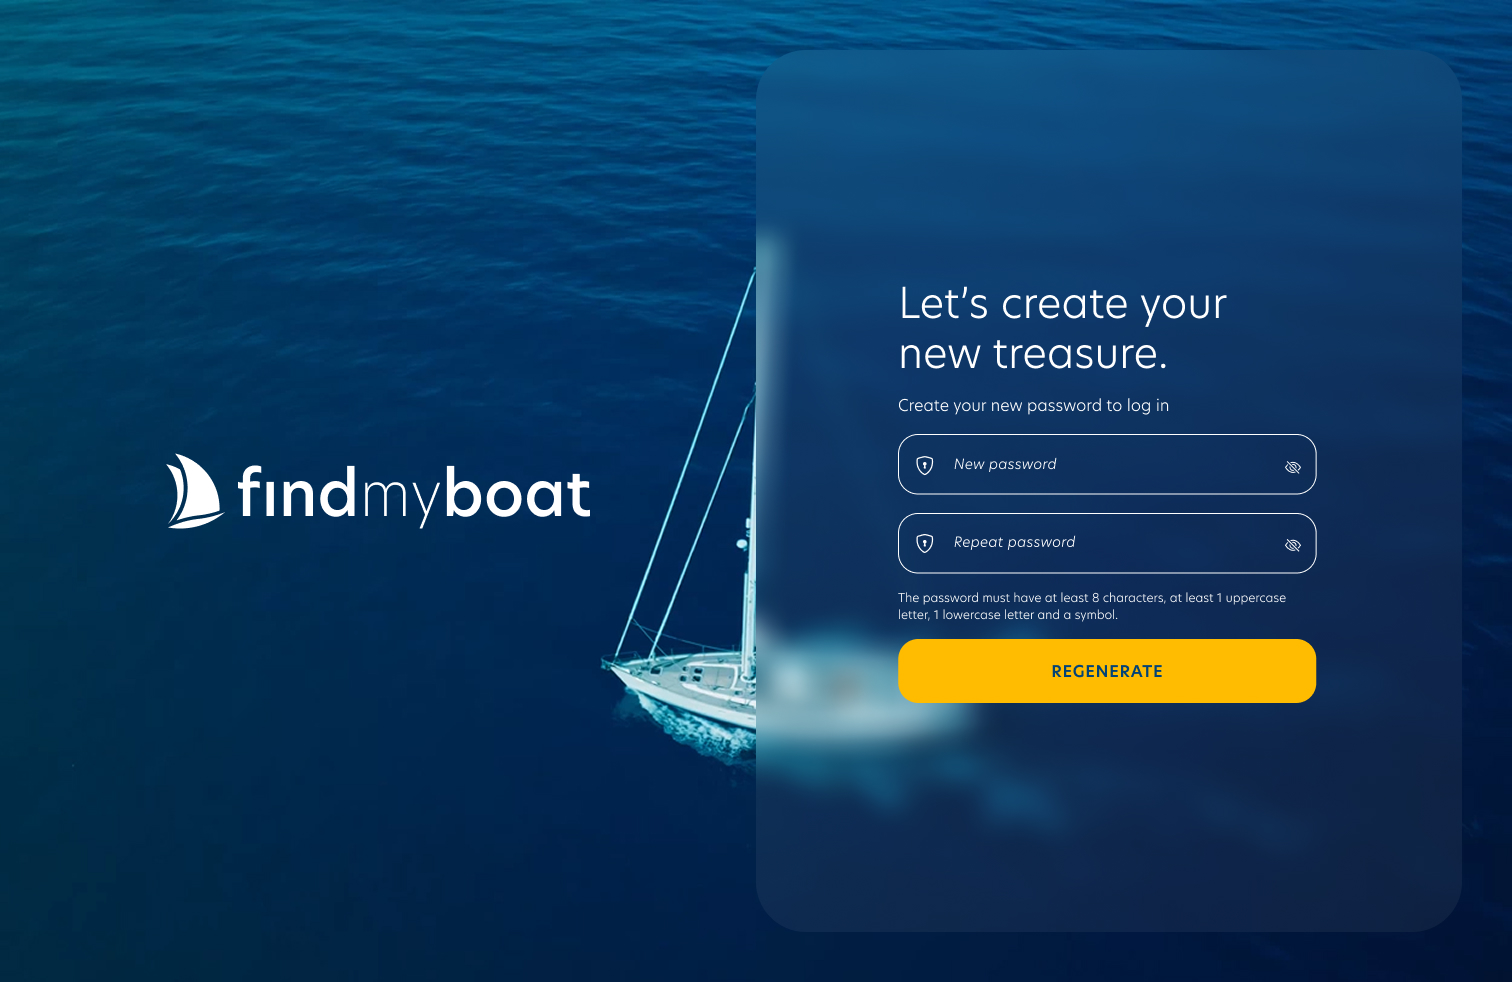 findmyboat
Let’s create your
new treasure.
Create your new password to log in
New password
Repeat password
The password must have at least 8 characters, at least 1 uppercase
letter, 1 lowercase letter and a symbol.
REGENERATE